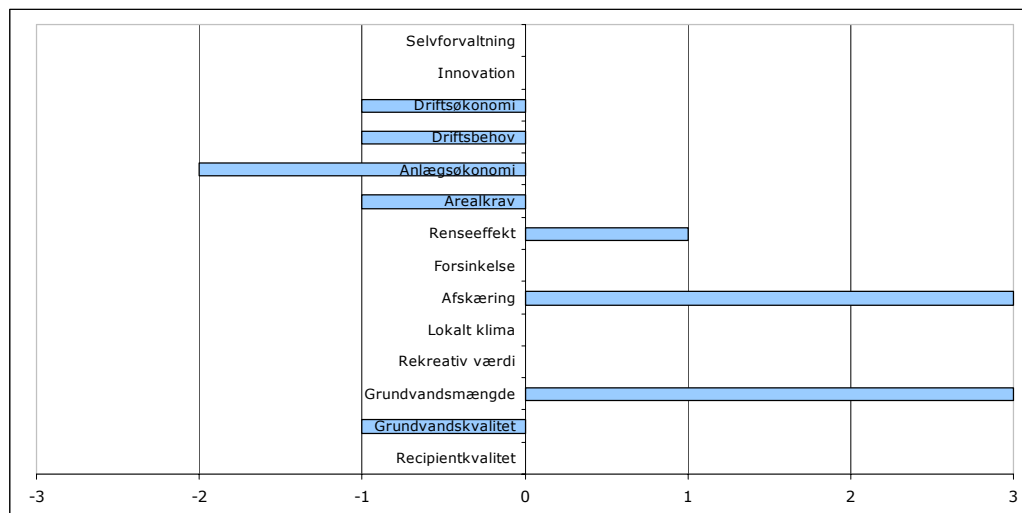 Selvforvaltning
Innovation
Driftsøkonomi
Driftsbehov
Anlægsøkonomi
Arealkrav
Renseeffekt
Forsinkelse
Afskæring
Lokalt klima
Rekreativ værdi
Grundvandsmængde
Grundvandskvalitet
Recipientkvalitet
-3 -2 -1 0 1 2 3